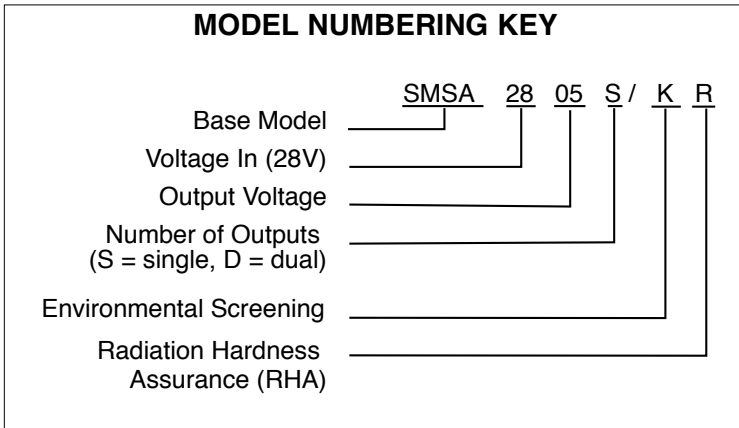 MODEL NUMBERING KEY
SMSA 28 05 S / K R
Base Model
Voltage In (28V)
Output Voltage
Number of Outputs
(S = single, D = dual)
Environmental Screening
Radiation Hardness
Assurance (RHA)